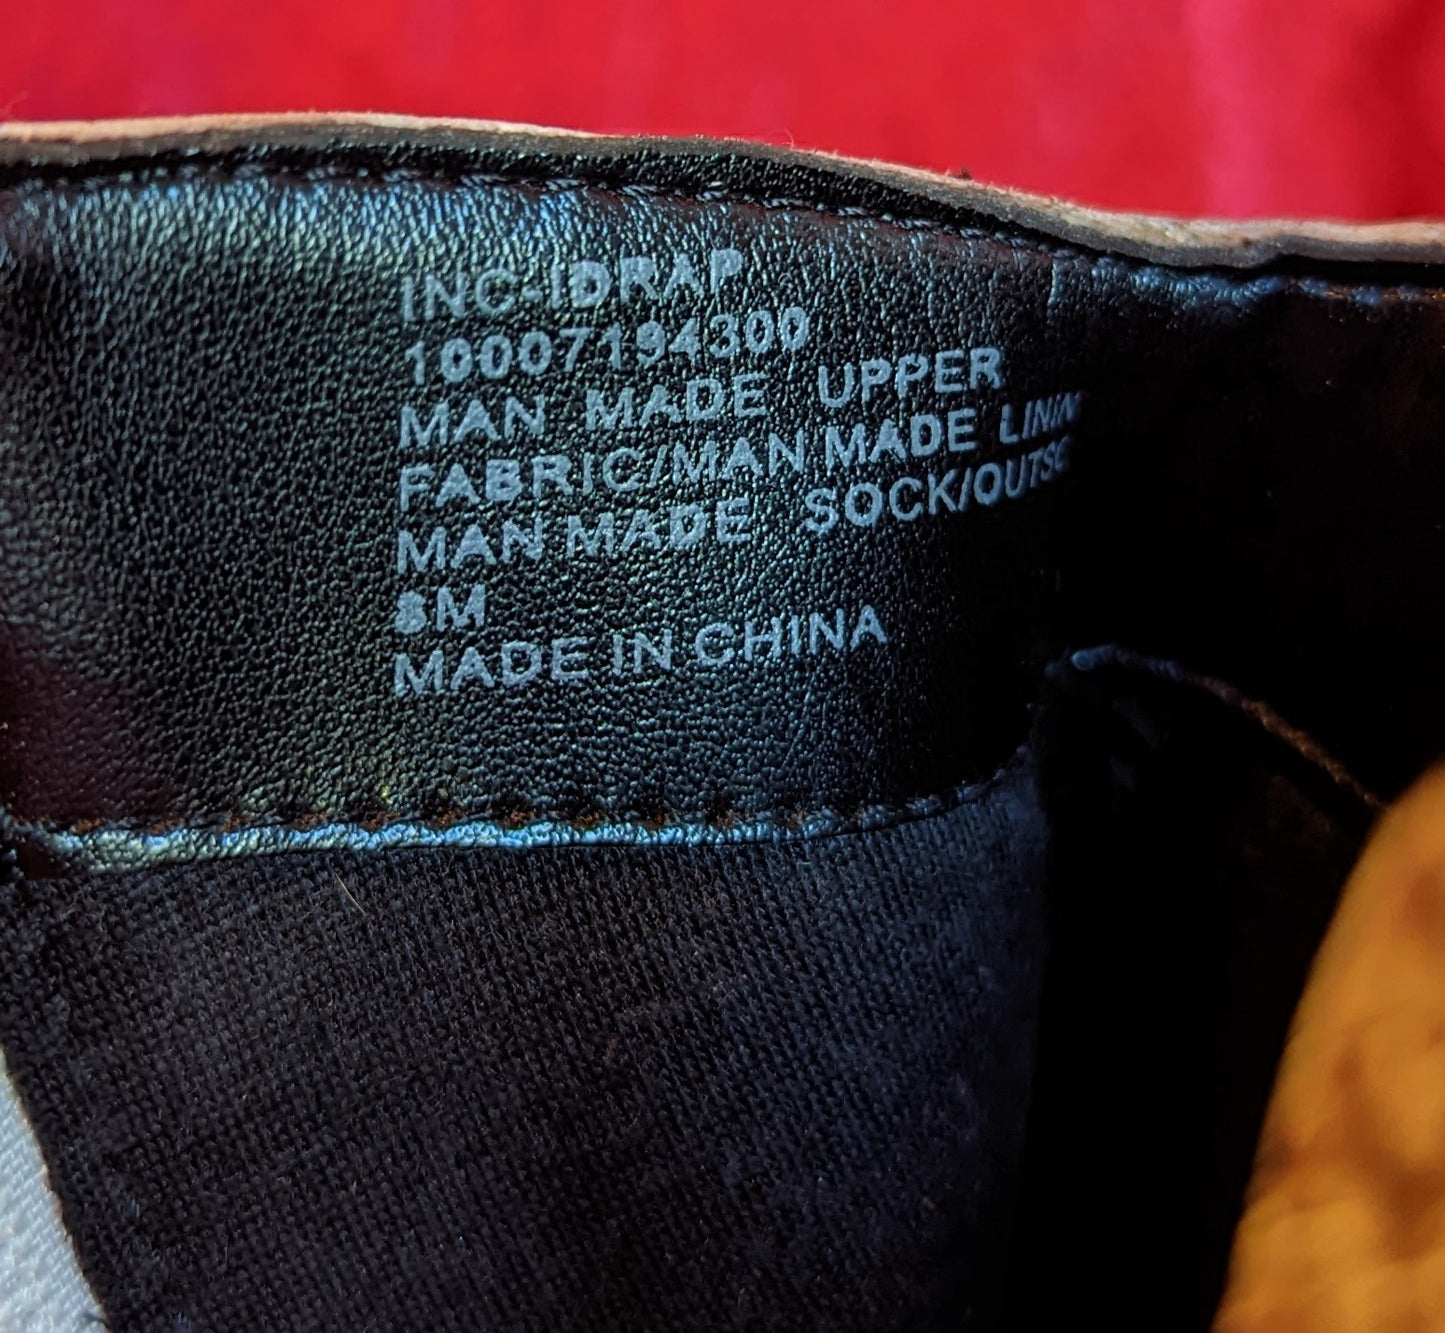 INC-IDRAP
10007194300
MAN MADE UPPER
FABRIC/MAN MADE
MAN MADE SOCK/
8M
MADE IN CHINA